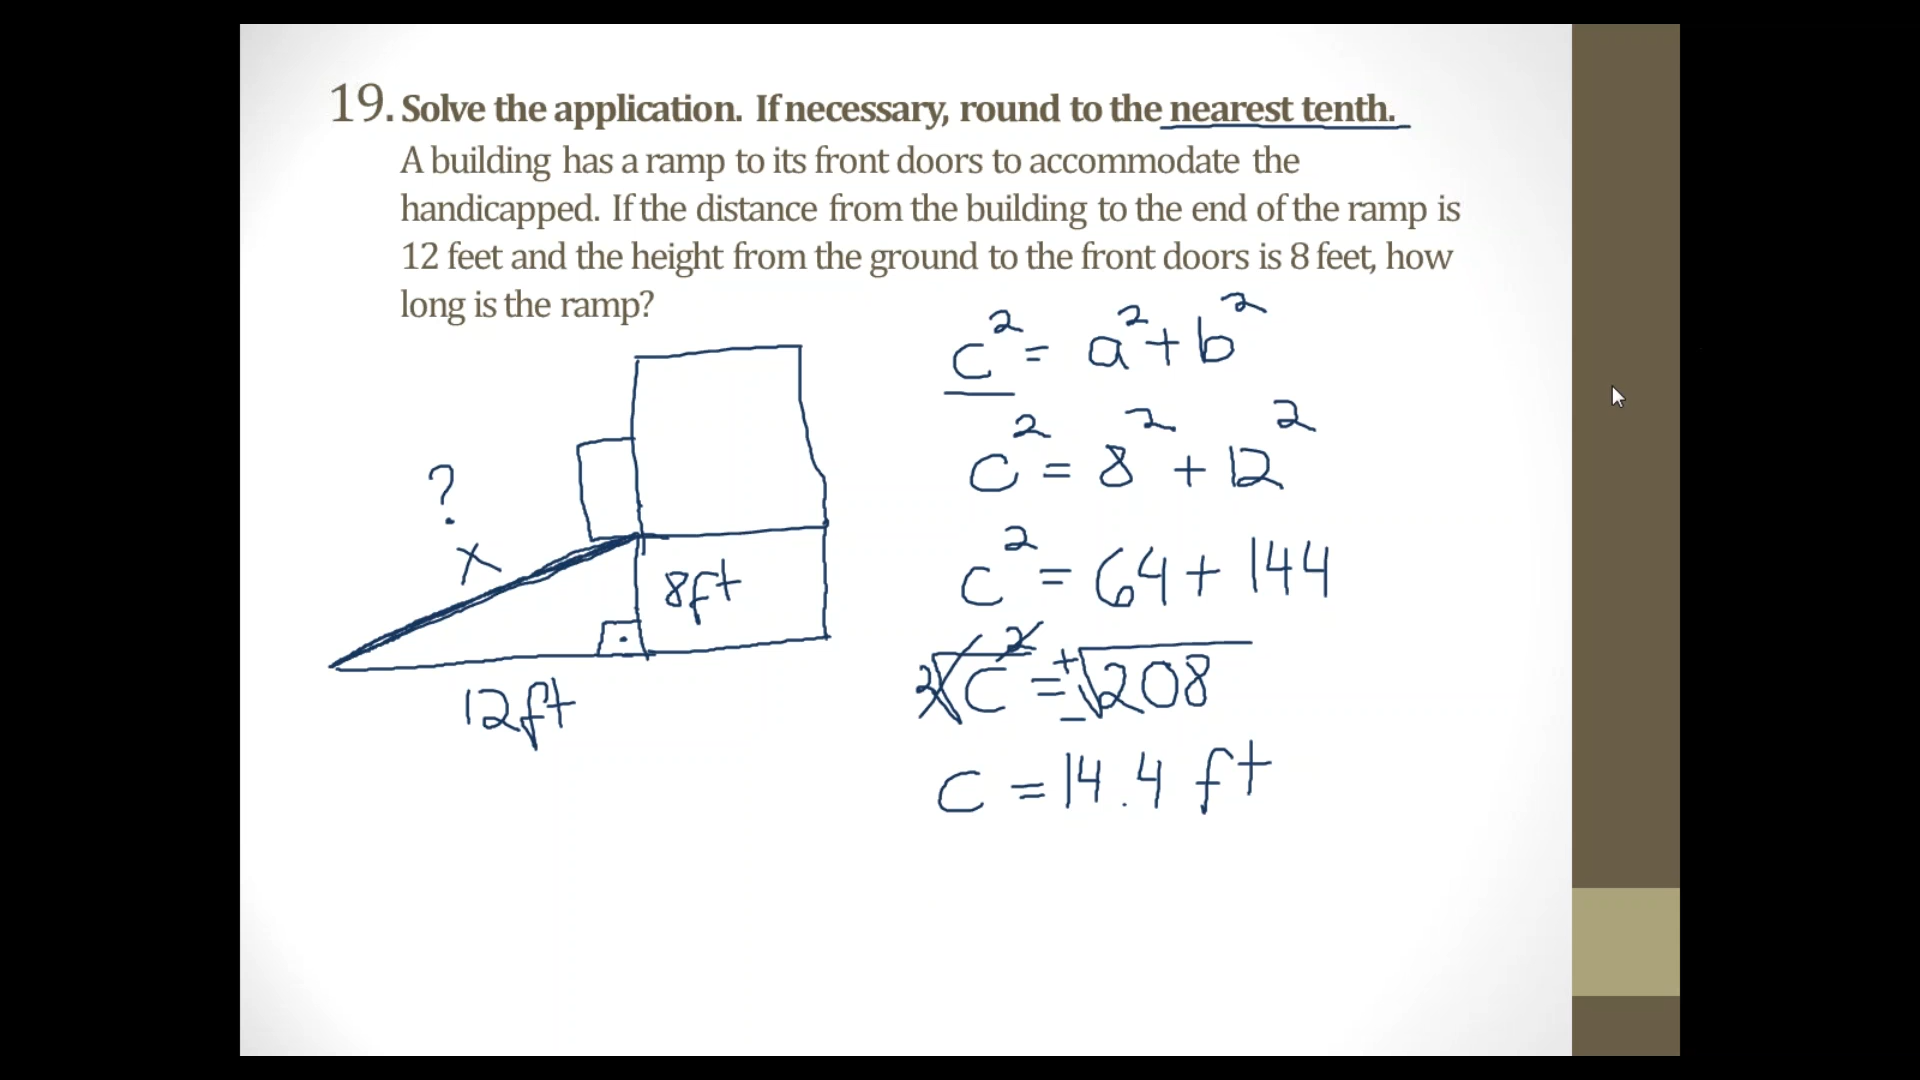 19. Solve the application. If necessary, round to the nearest tenth.
A building has a ramp to its front doors to accommodate the
handicapped. If the distance from the building to the end of the ramp is
12 feet and the height from the ground to the front doors is 8 feet, how
long is the ramp?
c² = a² + b²
c² = 8² + 12²
c² = 64 + 144
²√c² = ±√208
c = 14.4 ft
?
x
8ft
12ft